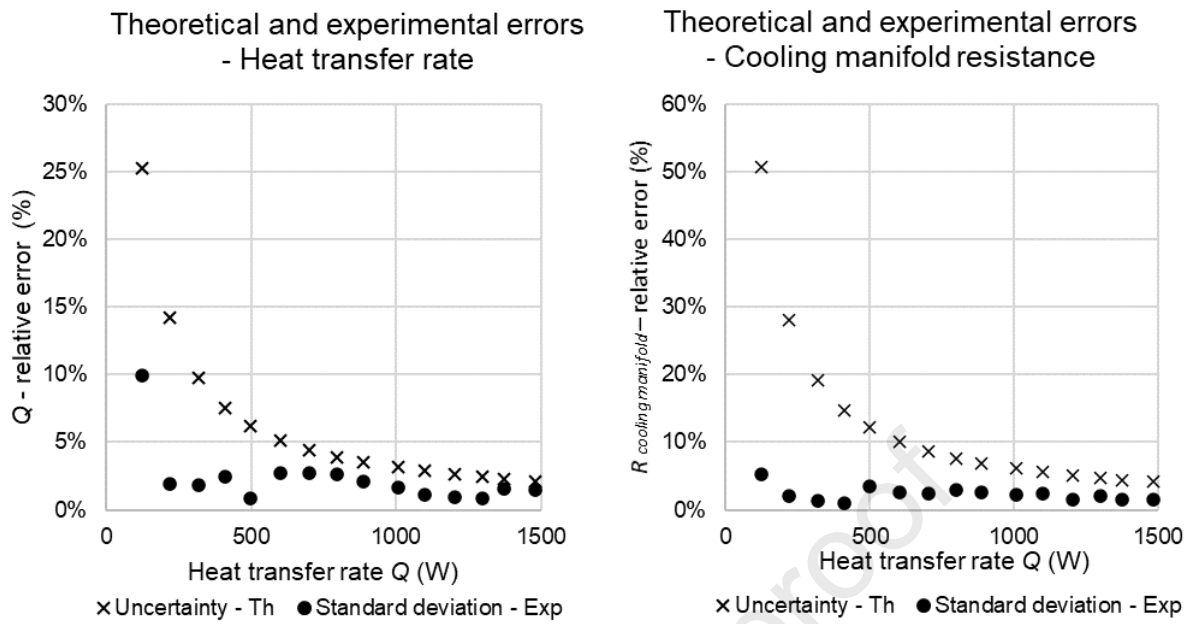 Theoretical and experimental errors
- Heat transfer rate
30%
25%
20%
15%
10%
5%
0%
Q - relative error (%)
0 500 1000 1500
Heat transfer rate Q (W)
× Uncertainty - Th ● Standard deviation - Exp
Theoretical and experimental errors
- Cooling manifold resistance
60%
50%
40%
30%
20%
10%
0%
R cooling manifold – relative error (%)
0 500 1000 1500
Heat transfer rate Q (W)
× Uncertainty - Th ● Standard deviation - Exp
proof